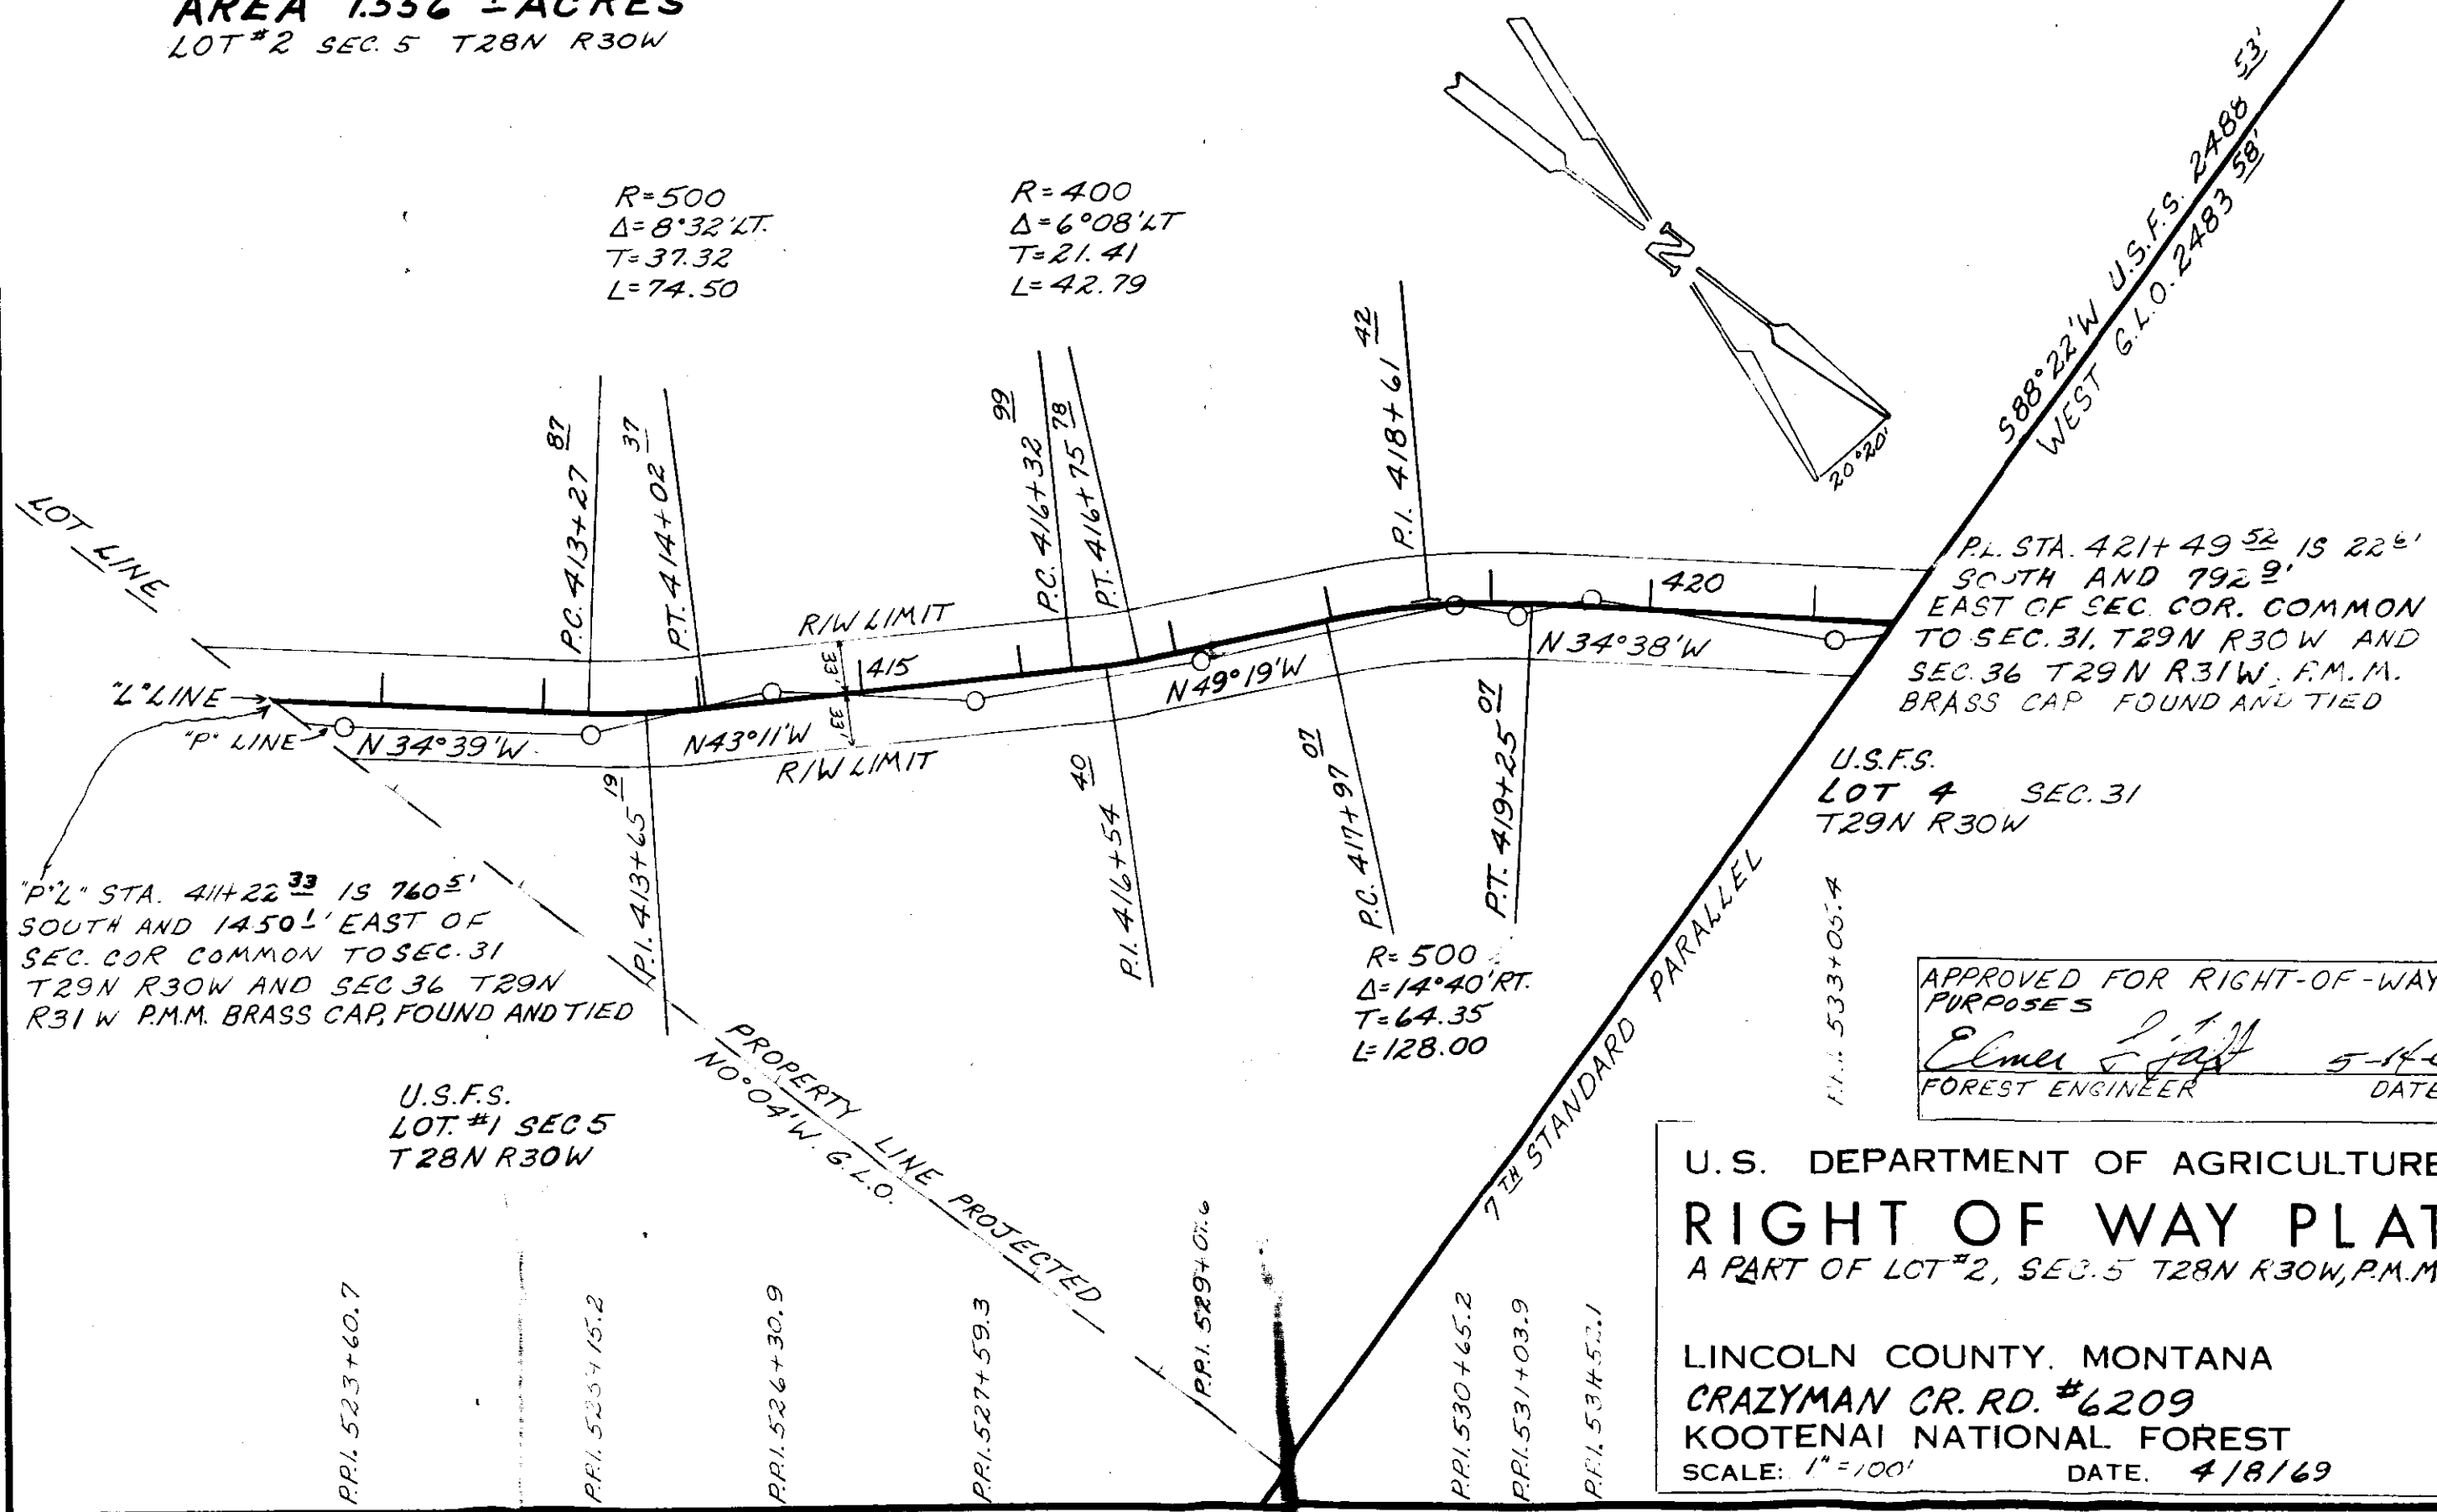 AREA 1.556 ± ACRES
LOT #2 SEC. 5 T28N R30W
R=500
Δ=8°32'LT.
T=37.32
L=74.50
R=400
Δ=6°08'LT
T=21.41
L=42.79
N
20°20'
S88°22'W U.S.F.S. 2488 53'
WEST G.L.O. 2483 58'
LOT LINE
P.C. 413+27 87
P.T. 414+02 37
P.C. 416+32 99
P.T. 416+75 78
P.I. 418+61 42
R/W LIMIT
33'
415
420
"L" LINE
"P" LINE
N 34°39'W
N43°11'W
33'
R/W LIMIT
N49°19'W
N 34°38'W
P.L. STA. 421+49 52 IS 22 6'
SOUTH AND 792 9'
EAST OF SEC. COR. COMMON
TO SEC. 31, T29N R30W AND
SEC. 36 T29N R31W, P.M.M.
BRASS CAP FOUND AND TIED
U.S.F.S.
LOT 4 SEC. 31
T29N R30W
P.I. 413+65 19
P.I. 416+54 40
P.C. 417+97 07
P.T. 419+25 07
R=500
Δ=14°40'RT.
T=64.35
L=128.00
"P"L" STA. 411+22 33 IS 760 5'
SOUTH AND 1450 1' EAST OF
SEC. COR COMMON TO SEC. 31
T29N R30W AND SEC 36 T29N
R31W P.M.M. BRASS CAP, FOUND AND TIED
U.S.F.S.
LOT. #1 SEC 5
T28N R30W
PROPERTY LINE PROJECTED
N0°04'W. G.L.O.
7TH STANDARD PARALLEL
P.P.I. 523+60.7
P.P.I. 526+30.9
P.P.I. 527+59.3
P.P.I. 529+07.6
P.P.I. 530+65.2
P.P.I. 531+03.9
533+05.4
APPROVED FOR RIGHT-OF-WAY
PURPOSES
Elmer
FOREST ENGINEER DATE
U.S. DEPARTMENT OF AGRICULTURE
RIGHT OF WAY PLAT
A PART OF LOT #2, SEC. 5 T28N R30W, P.M.M
LINCOLN COUNTY. MONTANA
CRAZYMAN CR. RD. #6209
KOOTENAI NATIONAL FOREST
SCALE: 1"=100' DATE. 4/8/69